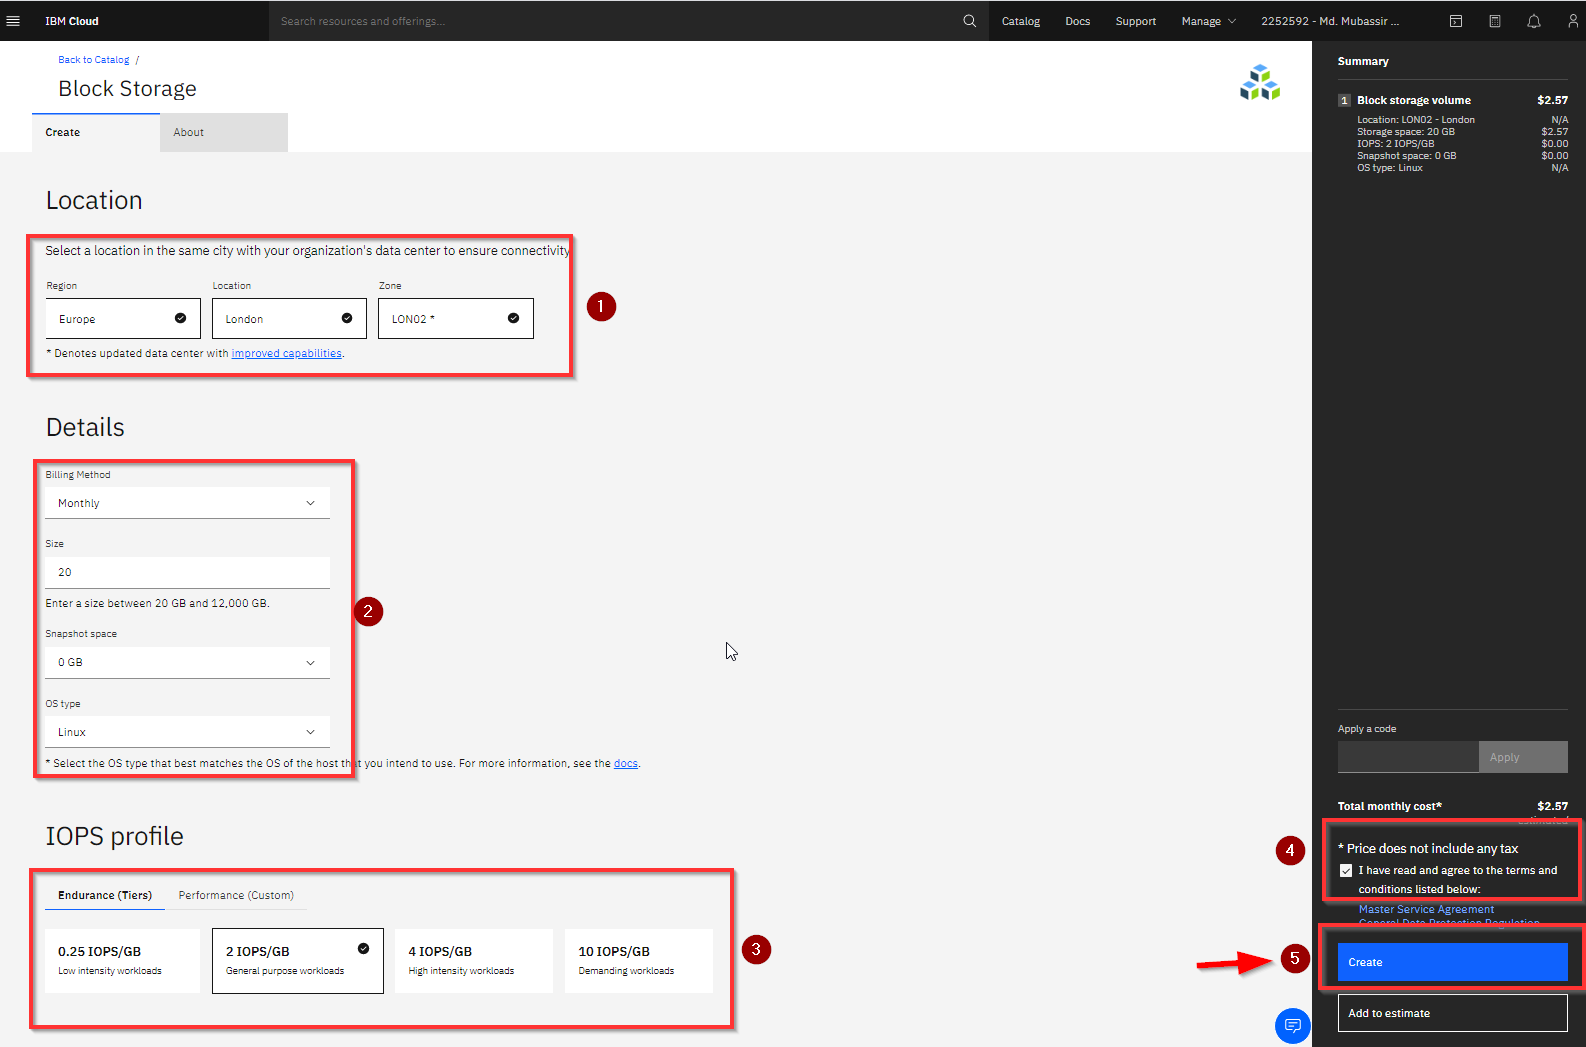 IBM Cloud
Search resources and offerings...
Catalog
Docs
Support
Manage
2252592 - Md. Mubassir ...
Back to Catalog /
Block Storage
Create
About
Location
Select a location in the same city with your organization's data center to ensure connectivity
Region
Location
Zone
Europe
London
LON02 *
1
* Denotes updated data center with improved capabilities.
Details
Billing Method
Monthly
Size
20
Enter a size between 20 GB and 12,000 GB.
2
Snapshot space
0 GB
OS type
Linux
* Select the OS type that best matches the OS of the host that you intend to use. For more information, see the docs.
IOPS profile
Endurance (Tiers)
Performance (Custom)
0.25 IOPS/GB
Low intensity workloads
2 IOPS/GB
General purpose workloads
4 IOPS/GB
High intensity workloads
10 IOPS/GB
Demanding workloads
3
Summary
1 Block storage volume $2.57
Location: LON02 - London N/A
Storage space: 20 GB $2.57
IOPS: 2 IOPS/GB $0.00
Snapshot space: 0 GB $0.00
OS type: Linux N/A
Apply a code
Apply
Total monthly cost* $2.57
Estimated
4
* Price does not include any tax
I have read and agree to the terms and
conditions listed below:
Master Service Agreement
General Data Protection Regulation
5
Create
Add to estimate